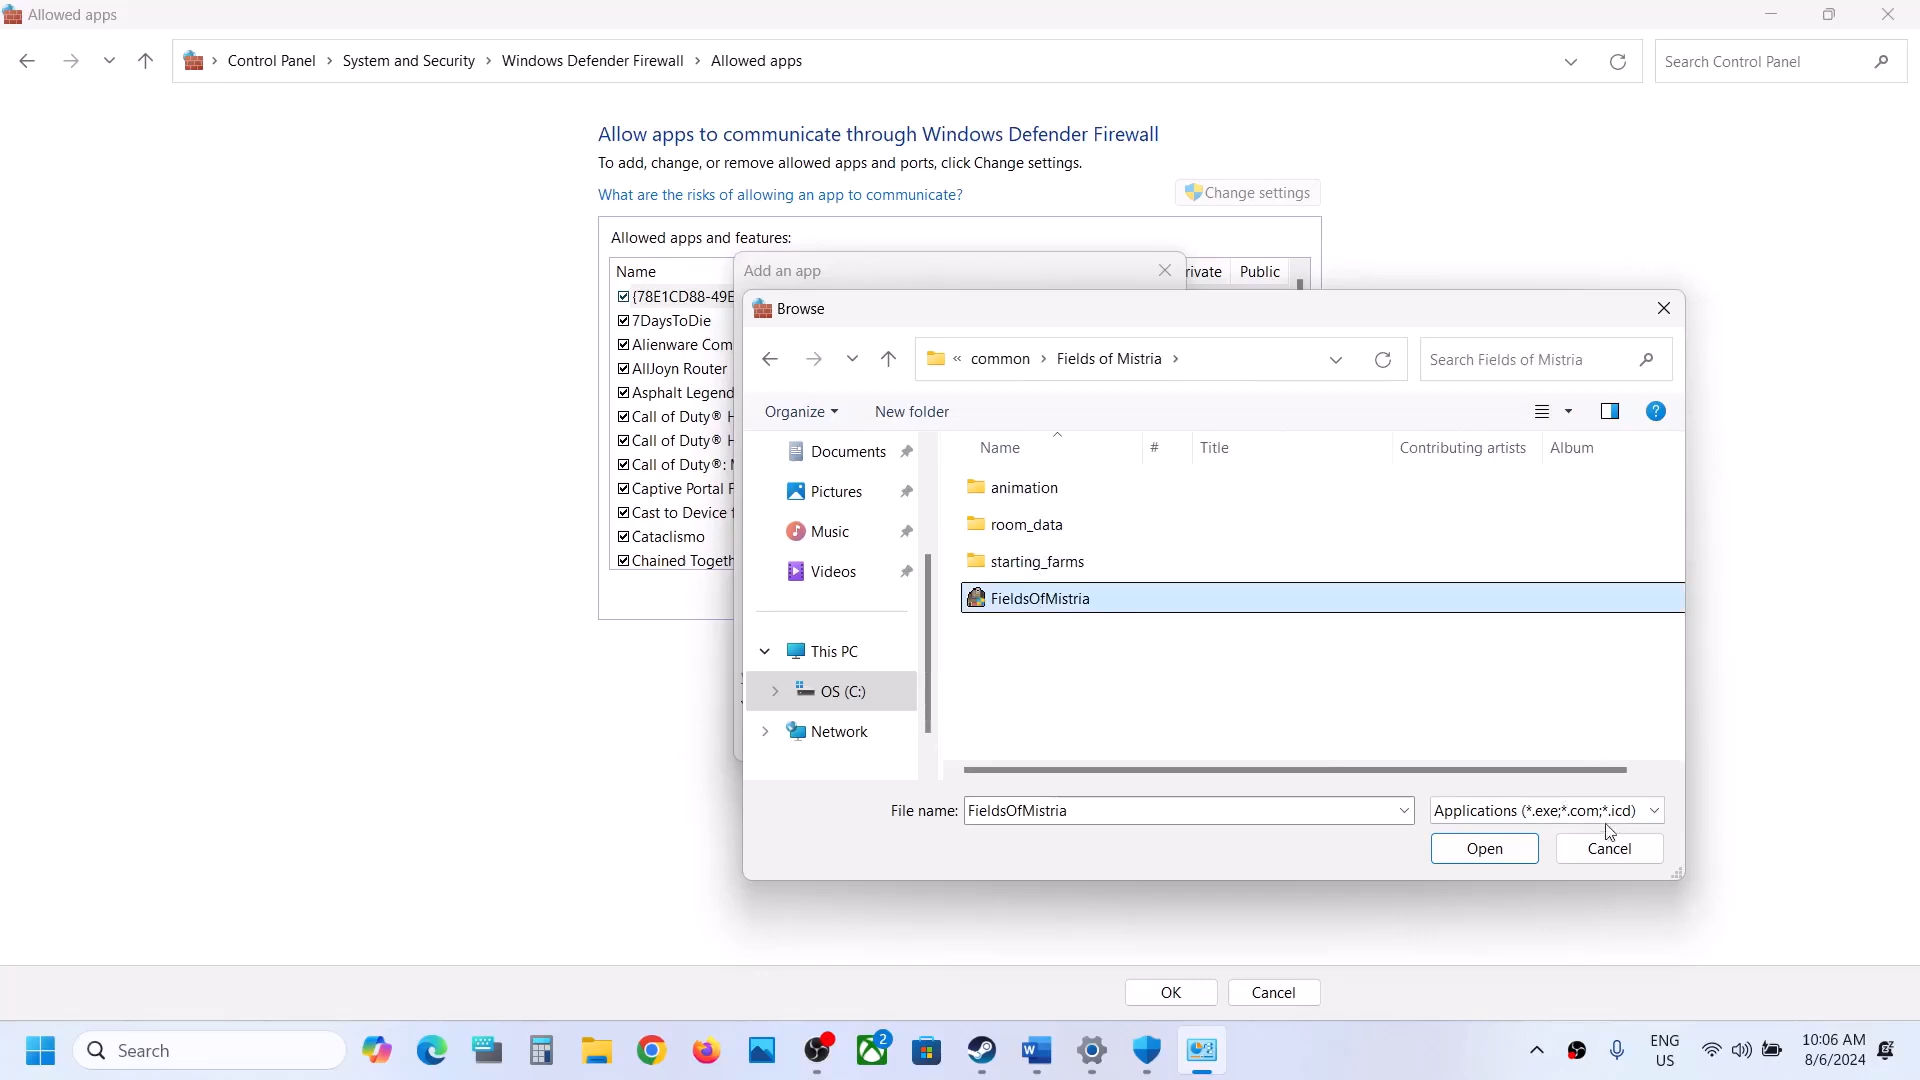 Allowed apps
Control Panel > System and Security > Windows Defender Firewall > Allowed apps
Search Control Panel
Allow apps to communicate through Windows Defender Firewall
To add, change, or remove allowed apps and ports, click Change settings.
What are the risks of allowing an app to communicate?
Change settings
Allowed apps and features:
Name
rivate
Public
{78E1CD88-49E
7DaysToDie
Alienware Com
AllJoyn Router
Asphalt Legend
Call of Duty® H
Call of Duty® H
Call of Duty®:
Captive Portal F
Cast to Device
Cataclismo
Chained Togeth
Add an app
Browse
« common > Fields of Mistria >
Search Fields of Mistria
Organize
New folder
Documents
Pictures
Music
Videos
This PC
OS (C:)
Network
Name
#
Title
Contributing artists
Album
animation
room_data
starting_farms
FieldsOfMistria
File name:
FieldsOfMistria
Applications (*.exe;*.com;*.icd)
Open
Cancel
OK
Cancel
Search
2
ENG
US
10:06 AM
8/6/2024